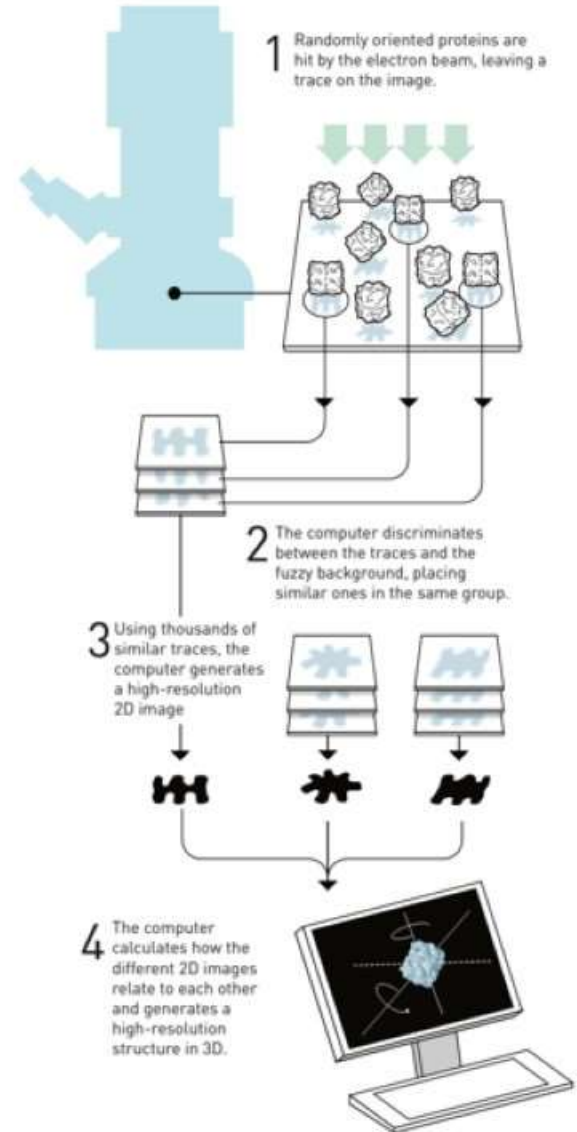 1 Randomly oriented proteins are
hit by the electron beam, leaving a
trace on the image.
2 The computer discriminates
between the traces and the
fuzzy background, placing
similar ones in the same group.
3 Using thousands of
similar traces, the
computer generates
a high-resolution
2D image
4 The computer
calculates how the
different 2D images
relate to each other
and generates a
high-resolution
structure in 3D.